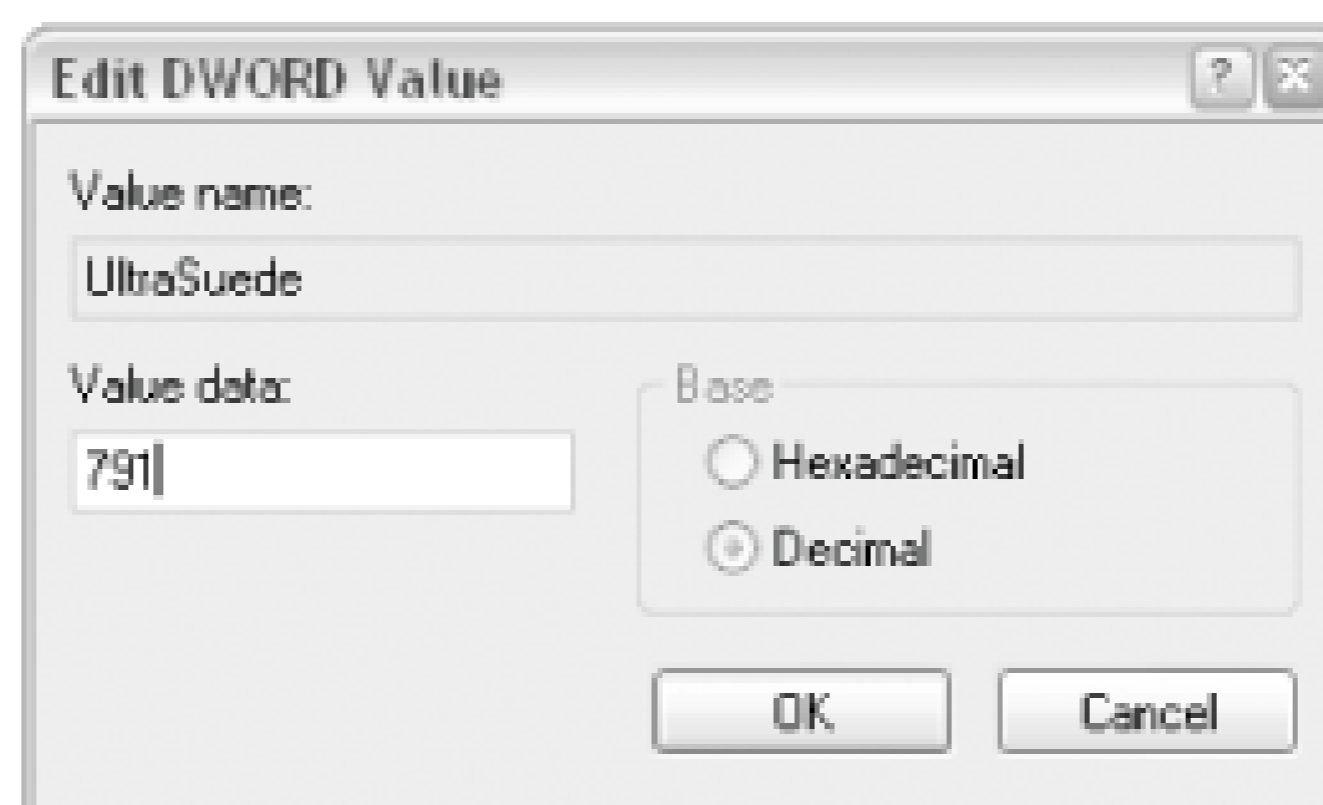 Edit DWORD Value
Value name:
UltraSuede
Value data:
791
Base
Hexadecimal
Decimal
OK
Cancel